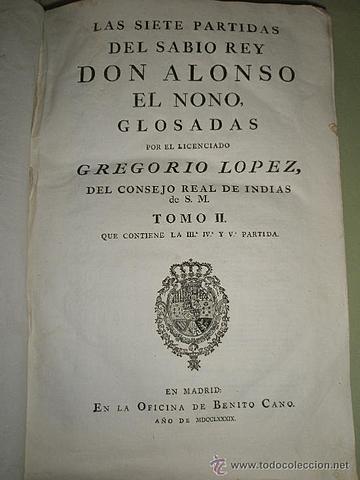 LAS SIETE PARTIDAS
DEL SABIO REY
DON ALONSO
EL NONO,
GLOSADAS
POR EL LICENCIADO
GREGORIO LOPEZ,
DEL CONSEJO REAL DE INDIAS
de S. M.
TOMO II.
QUE CONTIENE LA III.ª IV.ª Y V.ª PARTIDA.
EN MADRID:
EN LA OFICINA DE BENITO CANO.
AÑO DE MDCCLXXXIX.
© www.todocoleccion.net